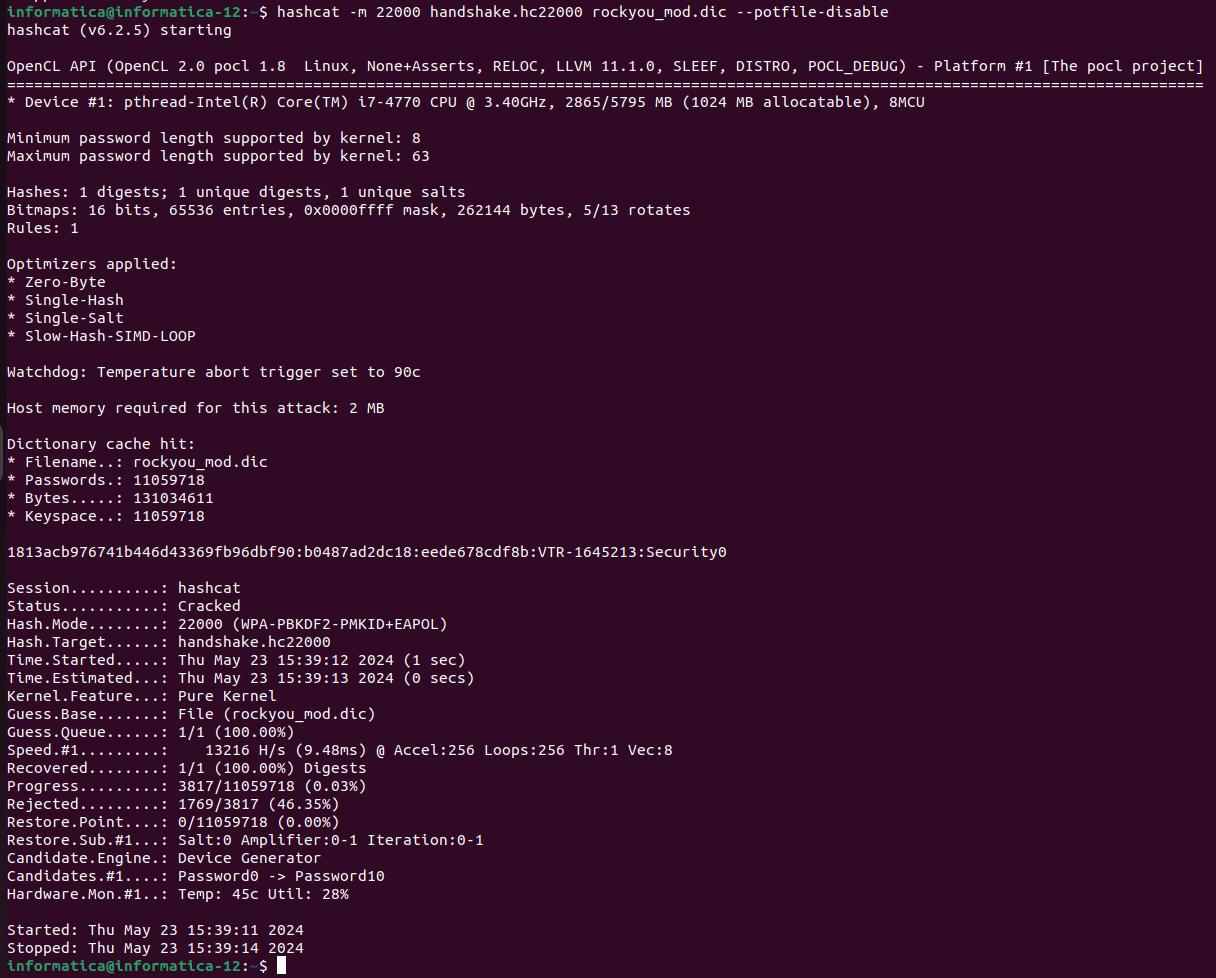 informatica@informatica-12:~$ hashcat -m 22000 handshake.hc22000 rockyou_mod.dic --potfile-disable
hashcat (v6.2.5) starting
OpenCL API (OpenCL 2.0 pocl 1.8  Linux, None+Asserts, RELOC, LLVM 11.1.0, SLEEF, DISTRO, POCL_DEBUG) - Platform #1 [The pocl project]
=====================================================================================================================================
* Device #1: pthread-Intel(R) Core(TM) i7-4770 CPU @ 3.40GHz, 2865/5795 MB (1024 MB allocatable), 8MCU
Minimum password length supported by kernel: 8
Maximum password length supported by kernel: 63
Hashes: 1 digests; 1 unique digests, 1 unique salts
Bitmaps: 16 bits, 65536 entries, 0x0000ffff mask, 262144 bytes, 5/13 rotates
Rules: 1
Optimizers applied:
* Zero-Byte
* Single-Hash
* Single-Salt
* Slow-Hash-SIMD-LOOP
Watchdog: Temperature abort trigger set to 90c
Host memory required for this attack: 2 MB
Dictionary cache hit:
* Filename..: rockyou_mod.dic
* Passwords.: 11059718
* Bytes.....: 131034611
* Keyspace..: 11059718
1813acb976741b446d43369fb96dbf90:b0487ad2dc18:eede678cdf8b:VTR-1645213:Security0
Session..........: hashcat
Status...........: Cracked
Hash.Mode........: 22000 (WPA-PBKDF2-PMKID+EAPOL)
Hash.Target......: handshake.hc22000
Time.Started.....: Thu May 23 15:39:12 2024 (1 sec)
Time.Estimated...: Thu May 23 15:39:13 2024 (0 secs)
Kernel.Feature...: Pure Kernel
Guess.Base.......: File (rockyou_mod.dic)
Guess.Queue......: 1/1 (100.00%)
Speed.#1.........:    13216 H/s (9.48ms) @ Accel:256 Loops:256 Thr:1 Vec:8
Recovered........: 1/1 (100.00%) Digests
Progress.........: 3817/11059718 (0.03%)
Rejected.........: 1769/3817 (46.35%)
Restore.Point....: 0/11059718 (0.00%)
Restore.Sub.#1...: Salt:0 Amplifier:0-1 Iteration:0-1
Candidate.Engine.: Device Generator
Candidates.#1....: Password0 -> Password10
Hardware.Mon.#1..: Temp: 45c Util: 28%
Started: Thu May 23 15:39:11 2024
Stopped: Thu May 23 15:39:14 2024
informatica@informatica-12:~$